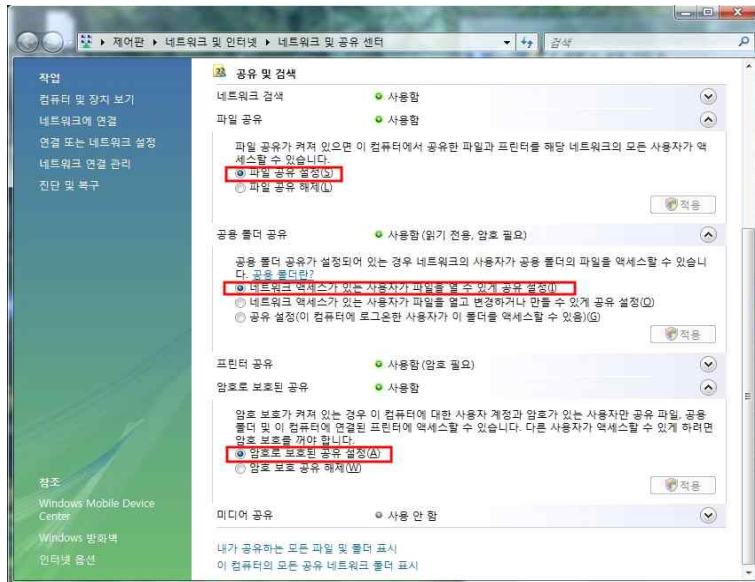 제어판 ▸ 네트워크 및 인터넷 ▸ 네트워크 및 공유 센터
검색
작업
컴퓨터 및 장치 보기
네트워크에 연결
연결 또는 네트워크 설정
네트워크 연결 관리
진단 및 복구
공유 및 검색
네트워크 검색 사용함
파일 공유 사용함
파일 공유가 켜져 있으면 이 컴퓨터에서 공유한 파일과 프린터를 해당 네트워크의 모든 사용자가 액
세스할 수 있습니다.
파일 공유 설정(S)
파일 공유 해제(L)
적용
공용 폴더 공유 사용함(읽기 전용, 암호 필요)
공용 폴더 공유가 설정되어 있는 경우 네트워크의 사용자가 공용 폴더의 파일을 액세스할 수 있습니
다. 공용 폴더란?
네트워크 액세스가 있는 사용자가 파일을 열 수 있게 공유 설정(I)
네트워크 액세스가 있는 사용자가 파일을 열고 변경하거나 만들 수 있게 공유 설정(O)
공유 설정(이 컴퓨터에 로그온한 사용자가 이 폴더를 액세스할 수 있음)(G)
적용
프린터 공유 사용함(암호 필요)
암호로 보호된 공유 사용함
암호 보호가 켜져 있는 경우 이 컴퓨터에 대한 사용자 계정과 암호가 있는 사용자만 공유 파일, 공용
폴더 및 이 컴퓨터에 연결된 프린터에 액세스할 수 있습니다. 다른 사용자가 액세스할 수 있게 하려면
암호 보호를 꺼야 합니다.
암호로 보호된 공유 설정(A)
암호 보호 공유 해제(W)
적용
미디어 공유 사용 안 함
내가 공유하는 모든 파일 및 폴더 표시
이 컴퓨터의 모든 공유 네트워크 폴더 표시
참조
Windows Mobile Device
Center
Windows 방화벽
인터넷 옵션